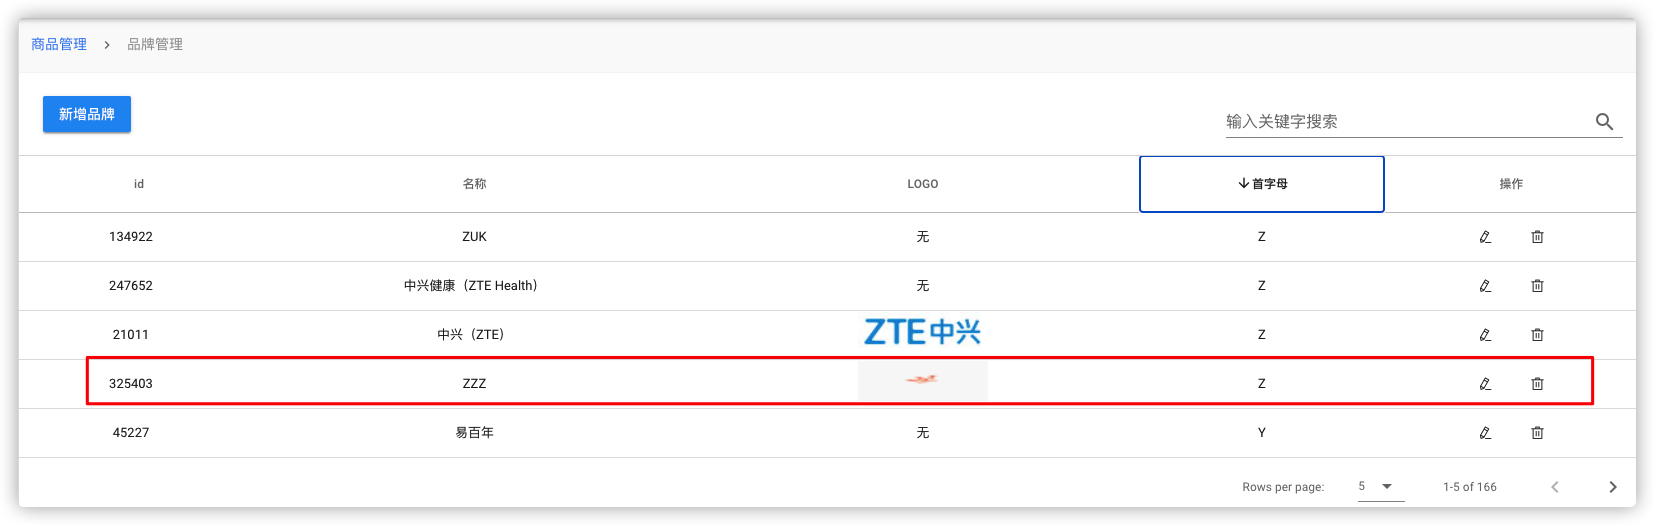 商品管理 > 品牌管理
新增品牌
输入关键字搜索
id 名称 LOGO 首字母 操作
134922 ZUK 无 Z
247652 中兴健康（ZTE Health） 无 Z
21011 中兴（ZTE） ZTE中兴 Z
325403 ZZZ Z
45227 易百年 无 Y
Rows per page: 5 1-5 of 166